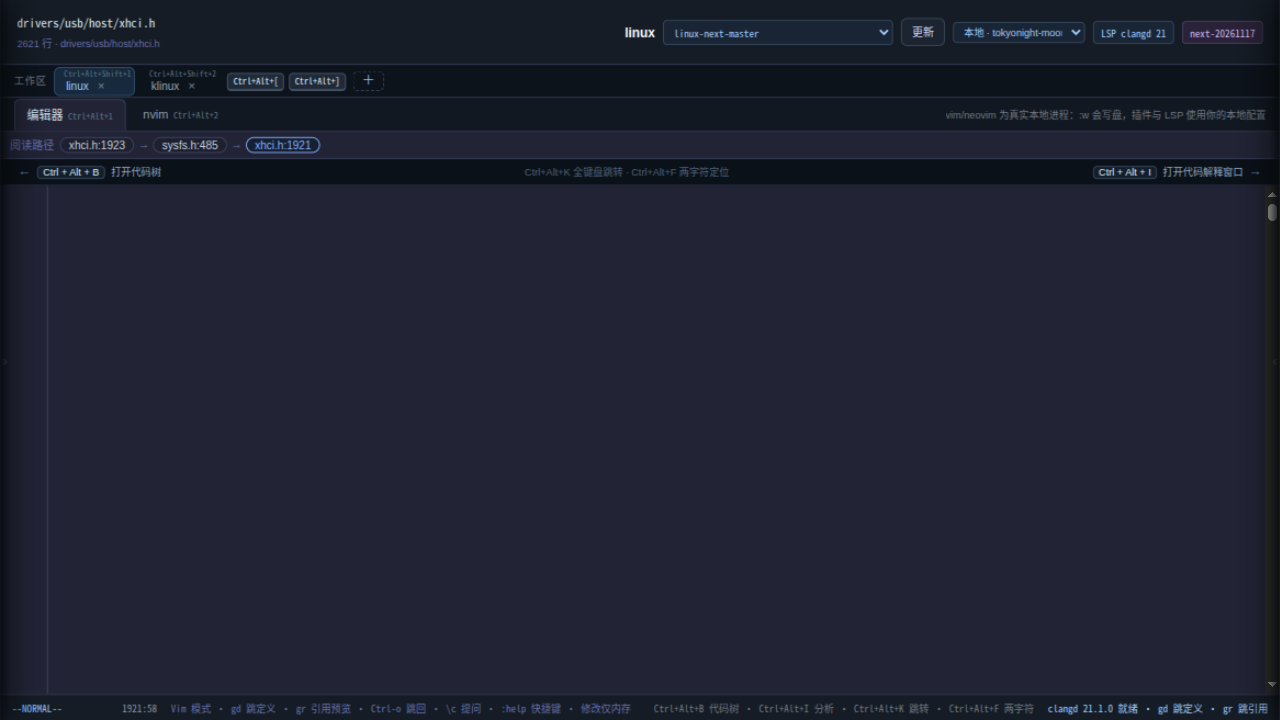 drivers/usb/host/xhci.h
2621 行 · drivers/usb/host/xhci.h
linux linux-next-master 更新 本地 · tokyonight-moon LSP clangd 21 next-20261117
工作区 Ctrl+Alt+Shift+1 linux × Ctrl+Alt+Shift+2 klinux × Ctrl+Alt+[ Ctrl+Alt+] +
编辑器 Ctrl+Alt+1 nvim Ctrl+Alt+2 vim/neovim 为真实本地进程；:w 会写盘，插件与 LSP 使用你的本地配置
阅读路径 xhci.h:1923 → sysfs.h:485 → xhci.h:1921
← Ctrl + Alt + B 打开代码树 Ctrl+Alt+K 全键盘跳转 · Ctrl+Alt+F 两字符定位 Ctrl + Alt + I 打开代码解释窗口 →
--NORMAL-- 1921:58 Vim 模式 · gd 跳定义 · gr 引用预览 · Ctrl-o 跳回 · \c 提问 · :help 快捷键 · 修改仅内存 Ctrl+Alt+B 代码树 · Ctrl+Alt+I 分析 · Ctrl+Alt+K 跳转 · Ctrl+Alt+F 两字符 clangd 21.1.0 就绪 · gd 跳定义 · gr 跳引用